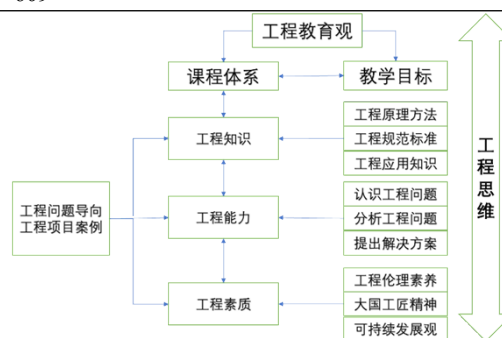 工程教育观
课程体系
教学目标
工程原理方法
工程知识
工程规范标准
工程应用知识
工程问题导向
工程项目案例
工程能力
认识工程问题
分析工程问题
提出解决方案
工程素质
工程伦理素养
大国工匠精神
可持续发展观
工程思维